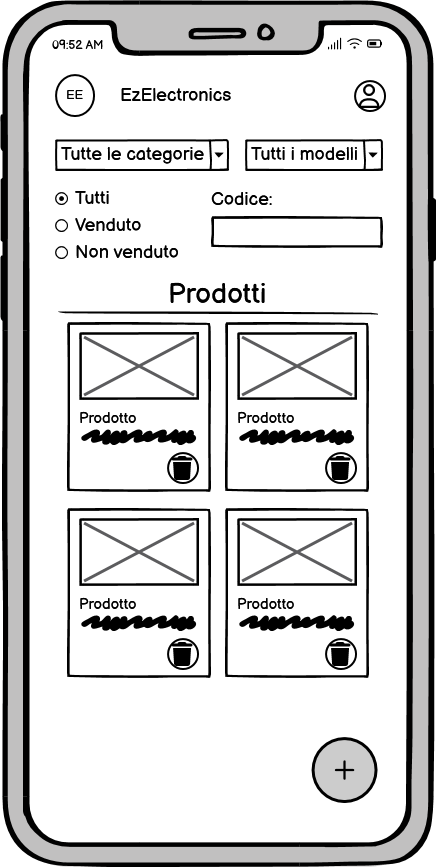 09:52 AM
EE
EzElectronics
Tutte le categorie
Tutti i modelli
Tutti
Venduto
Non venduto
Codice:
Prodotti
Prodotto
Prodotto
Prodotto
Prodotto
+